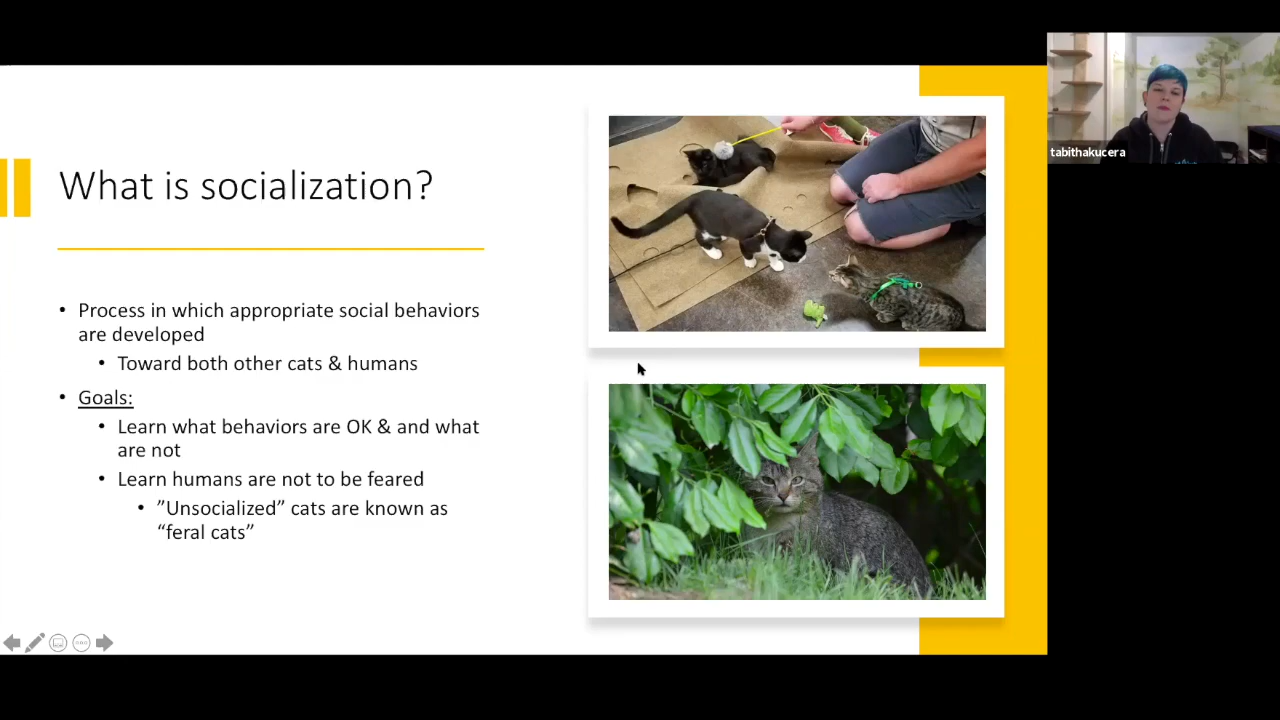 What is socialization?
• Process in which appropriate social behaviors
are developed
• Toward both other cats & humans
• Goals:
• Learn what behaviors are OK & and what
are not
• Learn humans are not to be feared
• ”Unsocialized” cats are known as
“feral cats”
tabithakucera